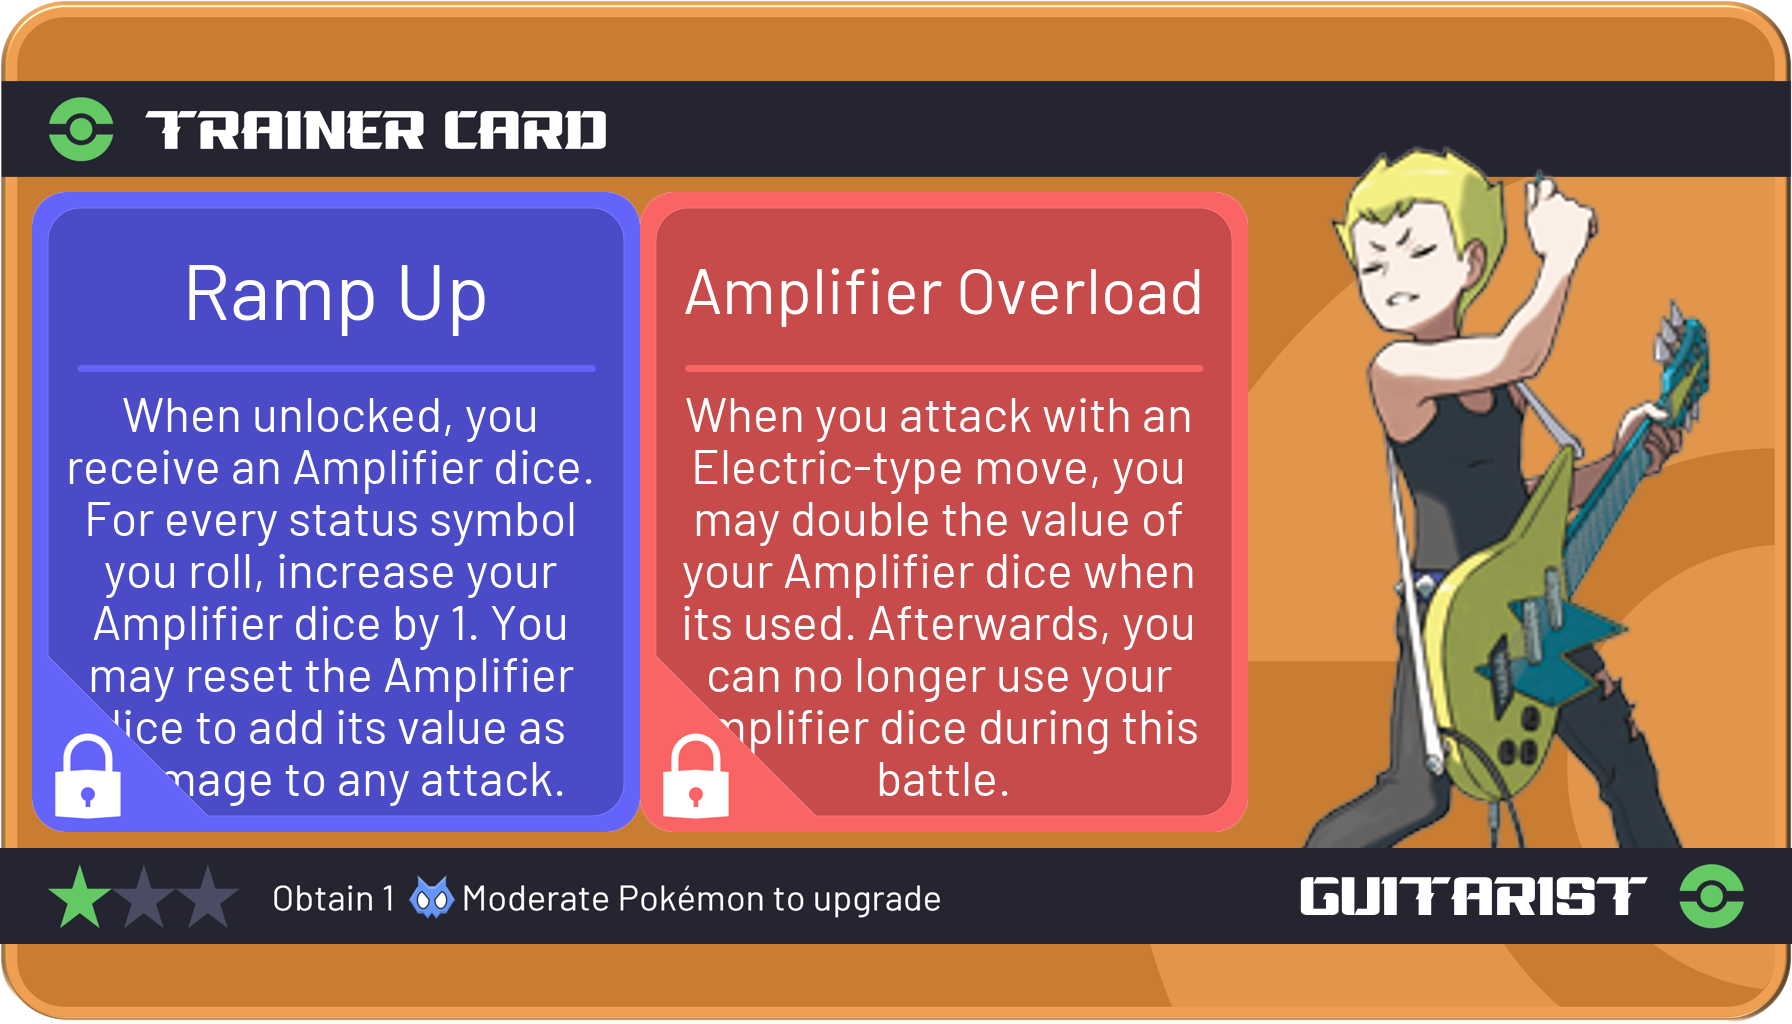 TRAINER CARD
Ramp Up
When unlocked, you
receive an Amplifier dice.
For every status symbol
you roll, increase your
Amplifier dice by 1. You
may reset the Amplifier
dice to add its value as
mage to any attack.
Amplifier Overload
When you attack with an
Electric-type move, you
may double the value of
your Amplifier dice when
its used. Afterwards, you
can no longer use your
mplifier dice during this
battle.
Obtain 1 Moderate Pokémon to upgrade
GUITARIST